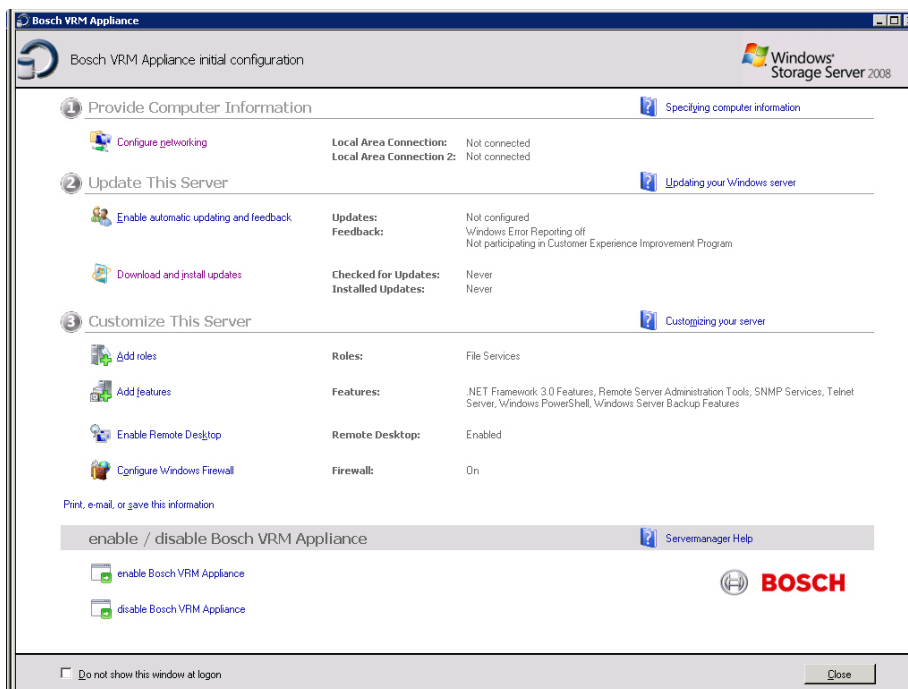 Bosch VRM Appliance
Bosch VRM Appliance initial configuration
Windows® Storage Server 2008
1 Provide Computer Information
Specifying computer information
Configure networking
Local Area Connection: Not connected
Local Area Connection 2: Not connected
2 Update This Server
Updating your Windows server
Enable automatic updating and feedback
Updates: Not configured
Feedback: Windows Error Reporting off
Not participating in Customer Experience Improvement Program
Download and install updates
Checked for Updates: Never
Installed Updates: Never
3 Customize This Server
Customizing your server
Add roles
Roles: File Services
Add features
Features: .NET Framework 3.0 Features, Remote Server Administration Tools, SNMP Services, Telnet
Server, Windows PowerShell, Windows Server Backup Features
Enable Remote Desktop
Remote Desktop: Enabled
Configure Windows Firewall
Firewall: On
Print, e-mail, or save this information
enable / disable Bosch VRM Appliance
Servermanager Help
enable Bosch VRM Appliance
BOSCH
disable Bosch VRM Appliance
Do not show this window at logon
Close